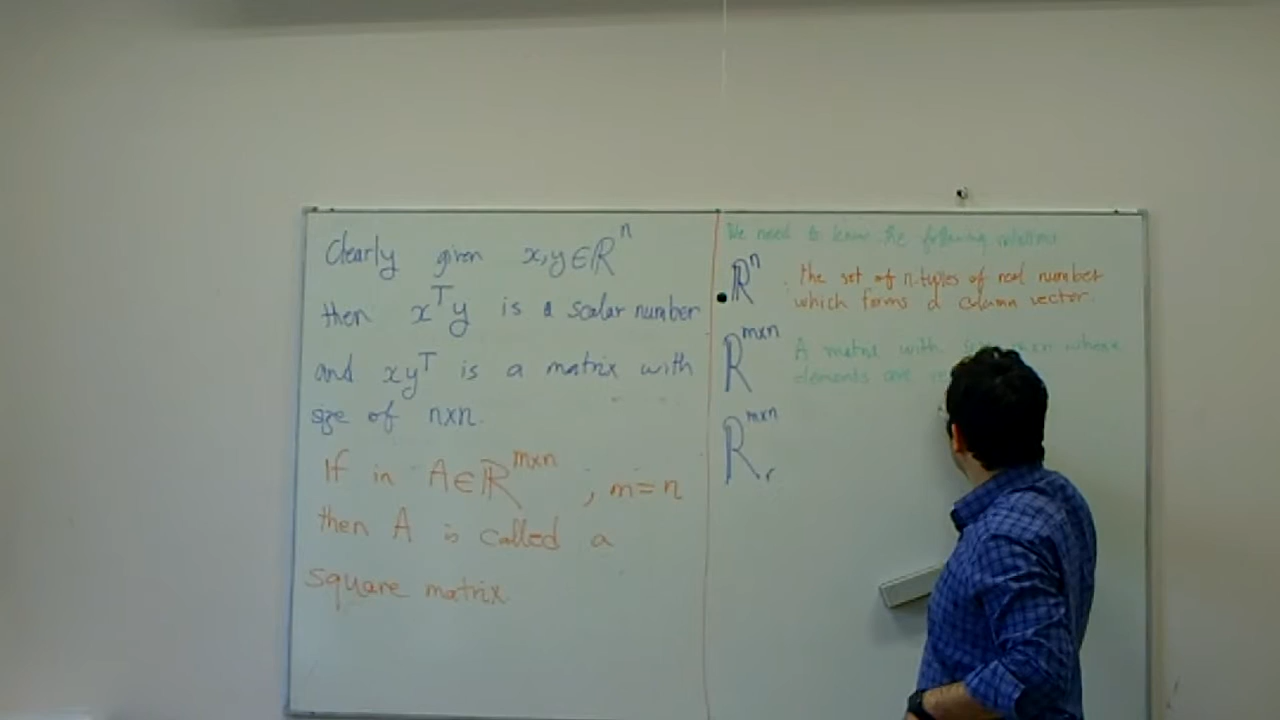 Clearly given x,y∈ℝⁿ
then xᵀy is a scalar number
and xyᵀ is a matrix with
size of n×n.
If in A∈ℝᵐˣⁿ , m=n
then A is called a
square matrix
We need to know the following
• ℝⁿ : the set of n-tuples of real number
which forms a column vector.
ℝᵐˣⁿ A matrix with where
elements are
ℝᵣᵐˣⁿ